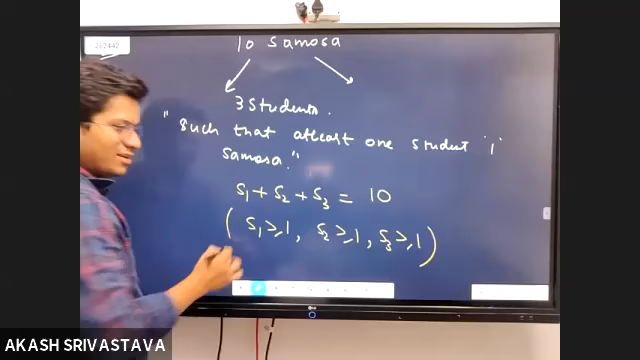 267442
10 Samosa
3 Students.
"Such that atleast one student '1'
Samosa."
S₁ + S₂ + S₃ = 10
( S₁ ≥ 1, S₂ ≥ 1, S₃ ≥ 1 )
AKASH SRIVASTAVA